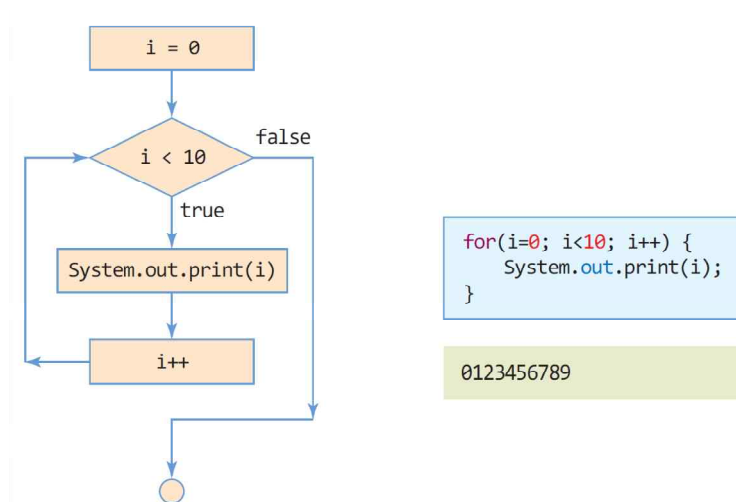 i = 0
false
i < 10
true
System.out.print(i)
i++
for(i=0; i<10; i++) {
    System.out.print(i);
}
0123456789